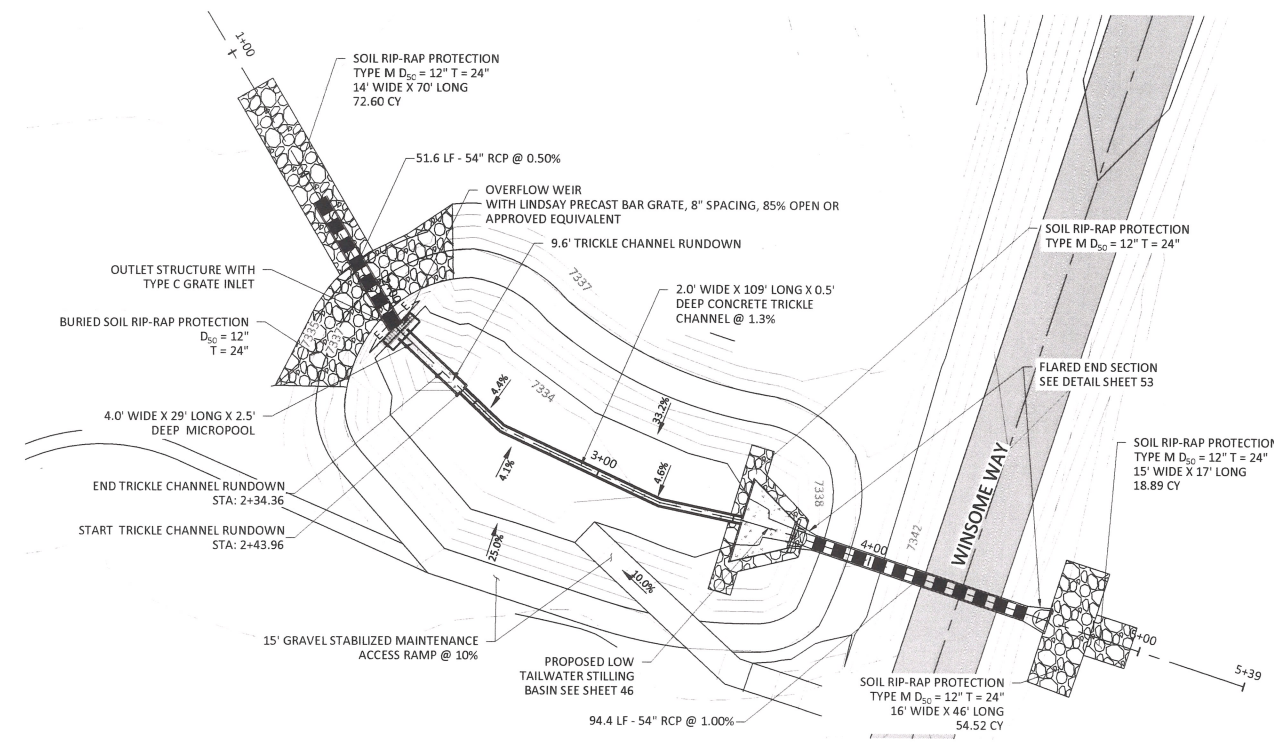 1+00
SOIL RIP-RAP PROTECTION
TYPE M D50 = 12" T = 24"
14' WIDE X 70' LONG
72.60 CY
51.6 LF - 54" RCP @ 0.50%
OVERFLOW WEIR
WITH LINDSAY PRECAST BAR GRATE, 8" SPACING, 85% OPEN OR
APPROVED EQUIVALENT
9.6' TRICKLE CHANNEL RUNDOWN
SOIL RIP-RAP PROTECTION
TYPE M D50 = 12" T = 24"
OUTLET STRUCTURE WITH
TYPE C GRATE INLET
7337
2.0' WIDE X 109' LONG X 0.5'
DEEP CONCRETE TRICKLE
CHANNEL @ 1.3%
BURIED SOIL RIP-RAP PROTECTION
D50 = 12"
T = 24"
7335
7337
FLARED END SECTION
SEE DETAIL SHEET 53
4.4%
7334
33.2%
4.0' WIDE X 29' LONG X 2.5'
DEEP MICROPOOL
4.1%
3+00
4.6%
SOIL RIP-RAP PROTECTION
TYPE M D50 = 12" T = 24"
15' WIDE X 17' LONG
18.89 CY
END TRICKLE CHANNEL RUNDOWN
STA: 2+34.36
7338
WINSOME WAY
START TRICKLE CHANNEL RUNDOWN
STA: 2+43.96
25.0%
4+00
7342
10.0%
15' GRAVEL STABILIZED MAINTENANCE
ACCESS RAMP @ 10%
PROPOSED LOW
TAILWATER STILLING
BASIN SEE SHEET 46
+00
5+39
SOIL RIP-RAP PROTECTION
TYPE M D50 = 12" T = 24"
16' WIDE X 46' LONG
54.52 CY
94.4 LF - 54" RCP @ 1.00%